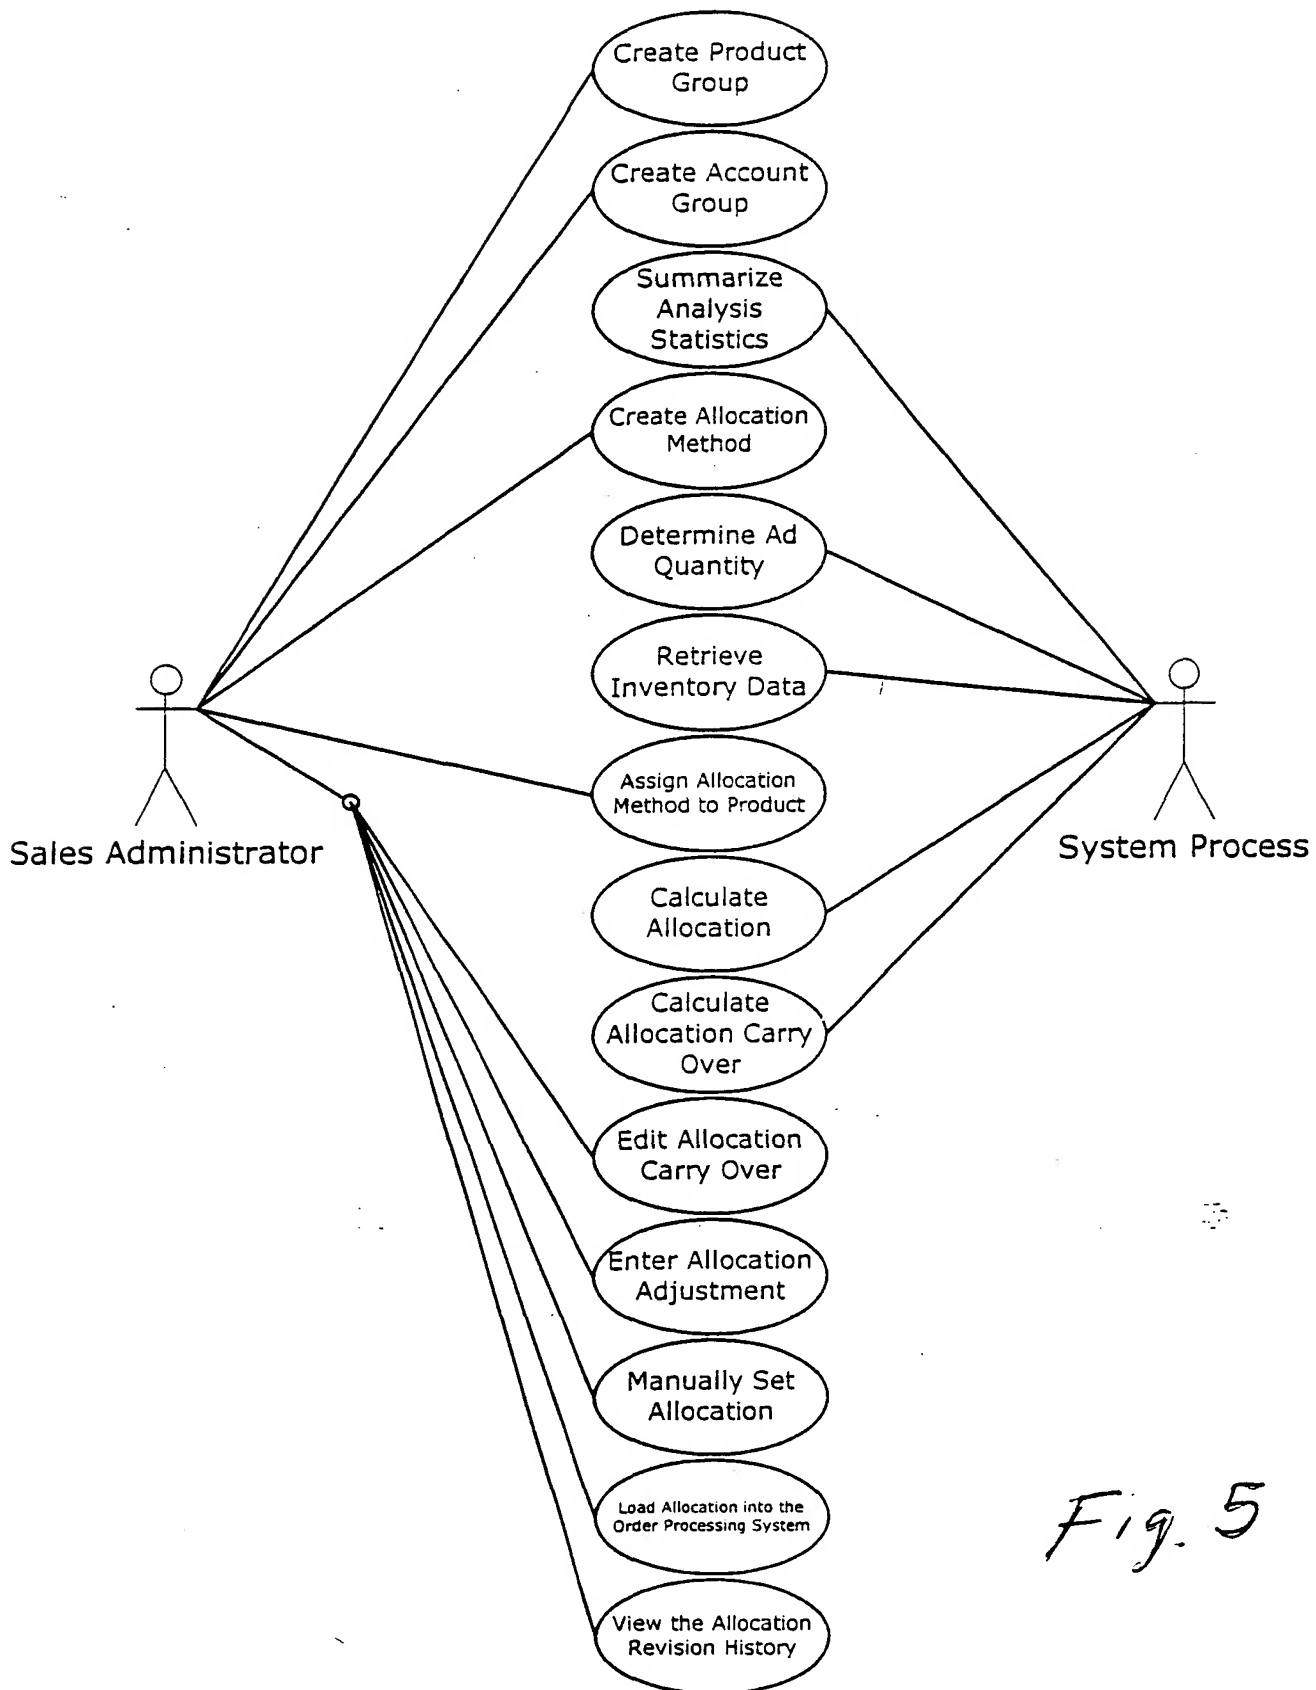 Create Product
Group
Create Account
Group
Summarize
Analysis
Statistics
Create Allocation
Method
Determine Ad
Quantity
Retrieve
Inventory Data
Assign Allocation
Method to Product
Sales Administrator
System Process
Calculate
Allocation
Calculate
Allocation Carry
Over
Edit Allocation
Carry Over
Enter Allocation
Adjustment
Manually Set
Allocation
Load Allocation into the
Order Processing System
Fig. 5
View the Allocation
Revision History